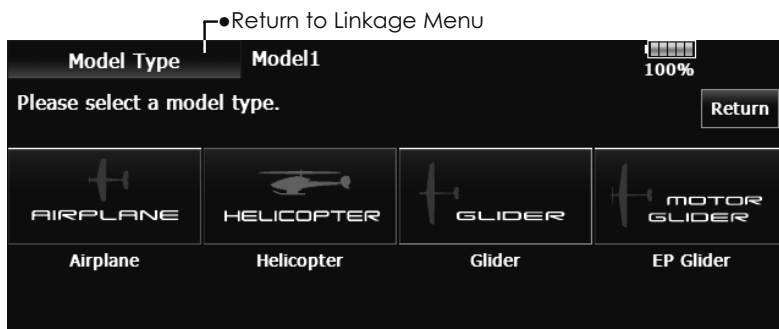 ●Return to Linkage Menu
Model Type Model1 100%
Please select a model type. Return
AIRPLANE HELICOPTER GLIDER MOTOR GLIDER
Airplane Helicopter Glider EP Glider